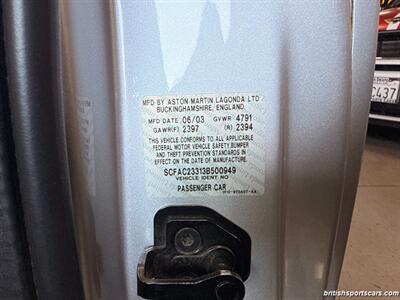 MFD BY ASTON MARTIN LAGONDA LTD
BUCKINGHAMSHIRE, ENGLAND.
MFD DATE 06/03 GVWR 4791
GAWR(F) 2397 (R) 2394
THIS VEHICLE CONFORMS TO ALL APPLICABLE
FEDERAL MOTOR VEHICLE SAFETY,BUMPER
AND THEFT PREVENTION STANDARDS IN
EFFECT ON THE DATE OF MANUFACTURE.
SCFAC23313B500949
VEHICLE IDENT NO
PASSENGER CAR
C437
britishsportscars.com